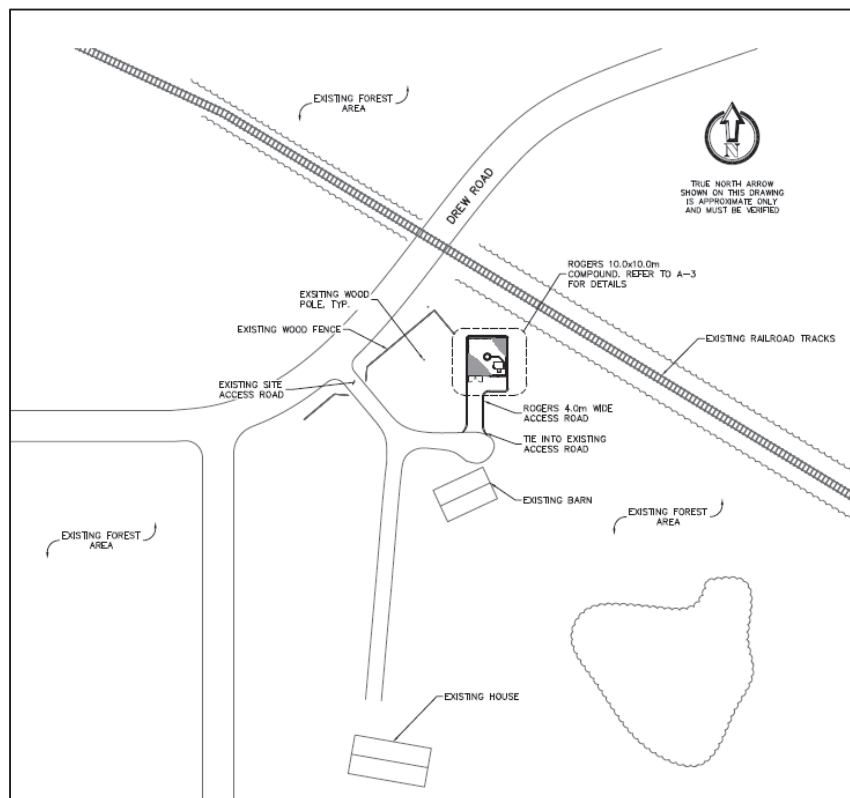 EXISTING FOREST
AREA
DREW ROAD
N
TRUE NORTH ARROW
SHOWN ON THIS DRAWING
IS APPROXIMATE ONLY
AND MUST BE VERIFIED
ROGERS 10.0x10.0m
COMPOUND. REFER TO A-3
FOR DETAILS
EXSITING WOOD
POLE, TYP.
EXISTING WOOD FENCE
EXISTING RAILROAD TRACKS
EXISTING SITE
ACCESS ROAD
ROGERS 4.0m WIDE
ACCESS ROAD
TIE INTO EXISTING
ACCESS ROAD
EXISTING BARN
EXISTING FOREST
AREA
EXISTING FOREST
AREA
EXISTING HOUSE